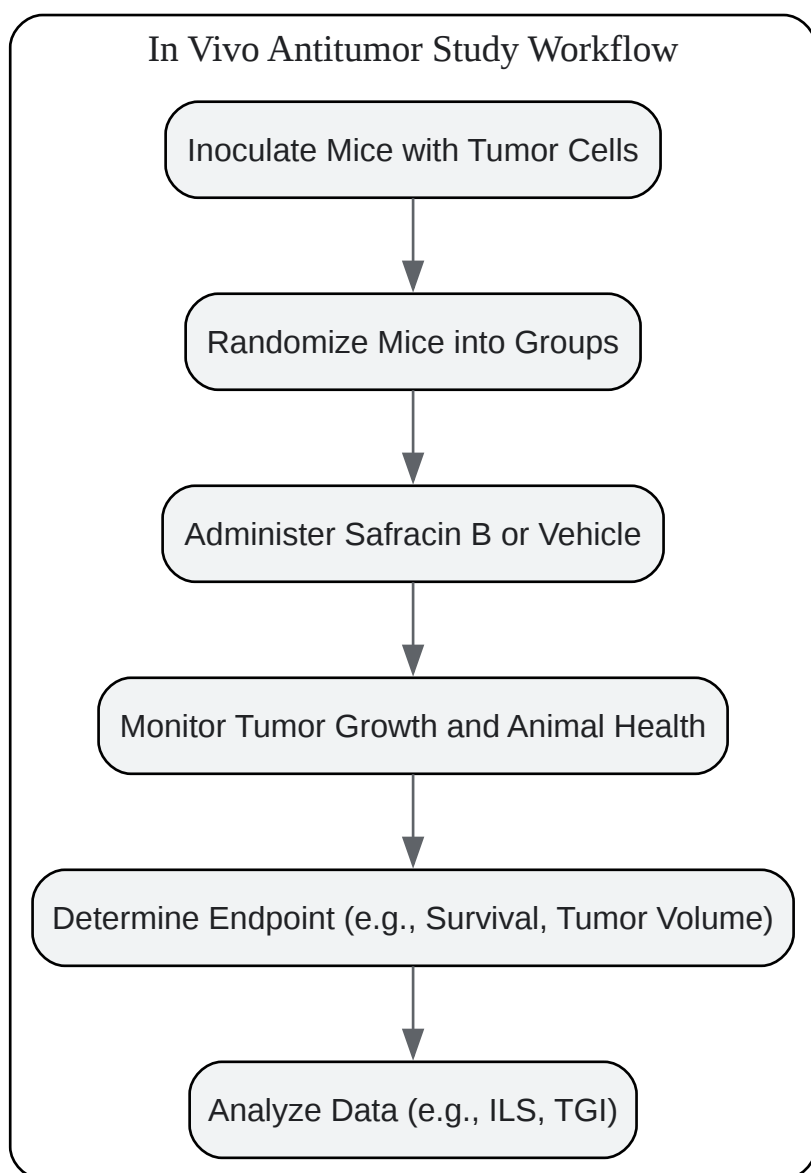 In Vivo Antitumor Study Workflow
Inoculate Mice with Tumor Cells
Randomize Mice into Groups
Administer Safracin B or Vehicle
Monitor Tumor Growth and Animal Health
Determine Endpoint (e.g., Survival, Tumor Volume)
Analyze Data (e.g., ILS, TGI)